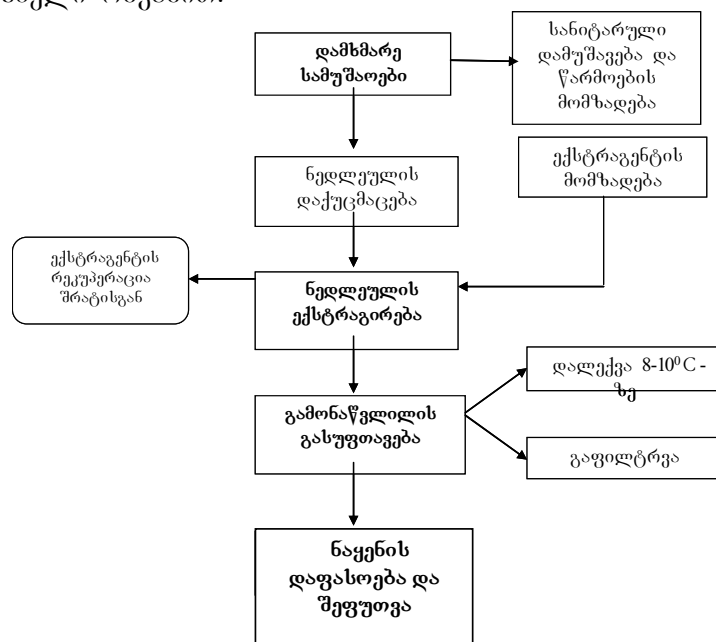 დამხმარე
სამუშაოები
სანიტარული
დამუშავება და
წარმოების
მომზადება
ნედლეულის
დაქუცმაცება
ექსტრაგენტის
მომზადება
ექსტრაგენტის
რეკუპერაცია
შრატისგან
ნედლეულის
ექსტრაგირება
გამონაწვლილის
გასუფთავება
დალექვა 8-10⁰C -
ზე
გაფილტრვა
ნაყენის
დაფასოება და
შეფუთვა